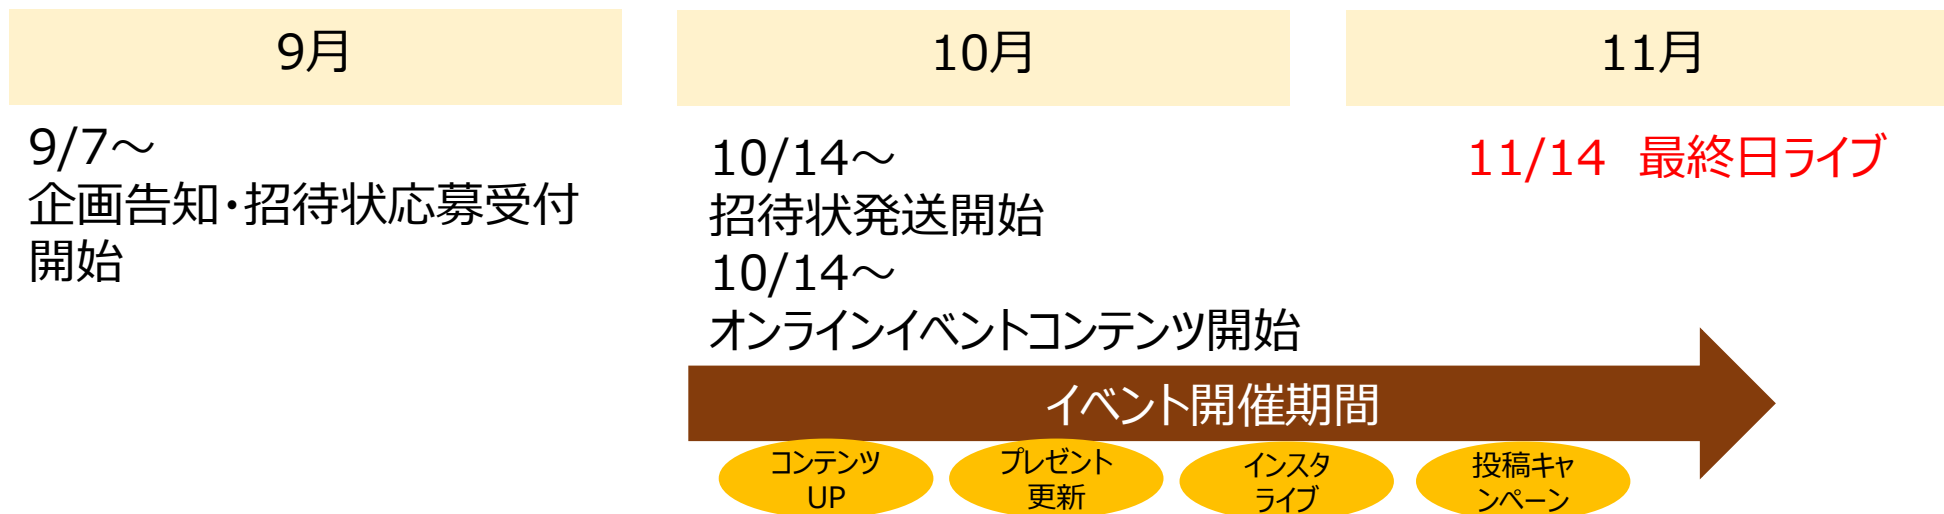 9月
9/7～
企画告知・招待状応募受付
開始
10月
10/14～
招待状発送開始
10/14～
オンラインイベントコンテンツ開始
11月
11/14　最終日ライブ
イベント開催期間
コンテンツ
UP
プレゼント
更新
インスタ
ライブ
投稿キャ
ンペーン